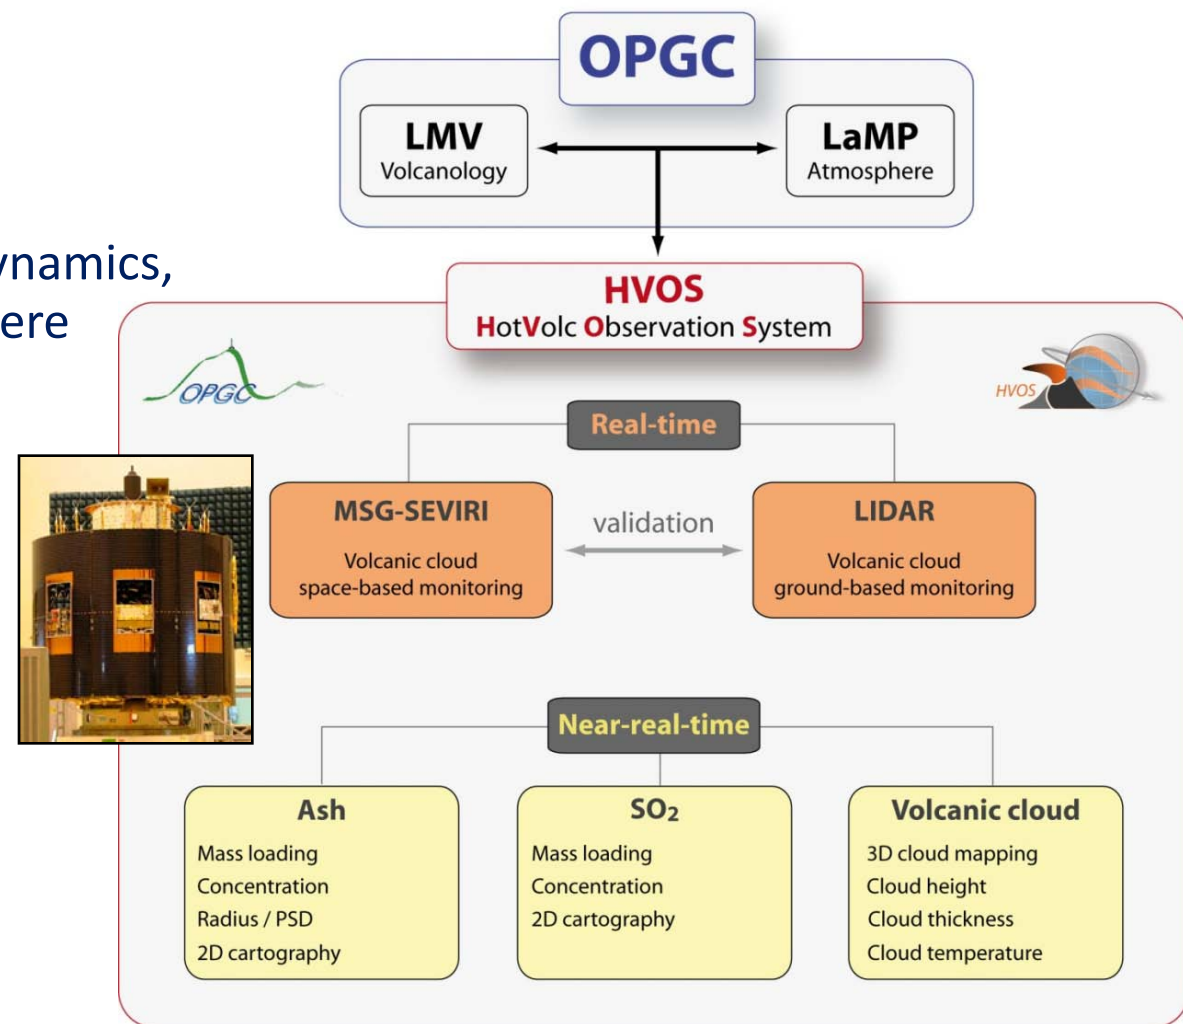 OPGC
LMV
Volcanology
LaMP
Atmosphere
HVOS
HotVolc Observation System
OPGC
HVOS
Real-time
MSG-SEVIRI
Volcanic cloud
space-based monitoring
validation
LIDAR
Volcanic cloud
ground-based monitoring
Near-real-time
Ash
Mass loading
Concentration
Radius / PSD
2D cartography
SO₂
Mass loading
Concentration
2D cartography
Volcanic cloud
3D cloud mapping
Cloud height
Cloud thickness
Cloud temperature